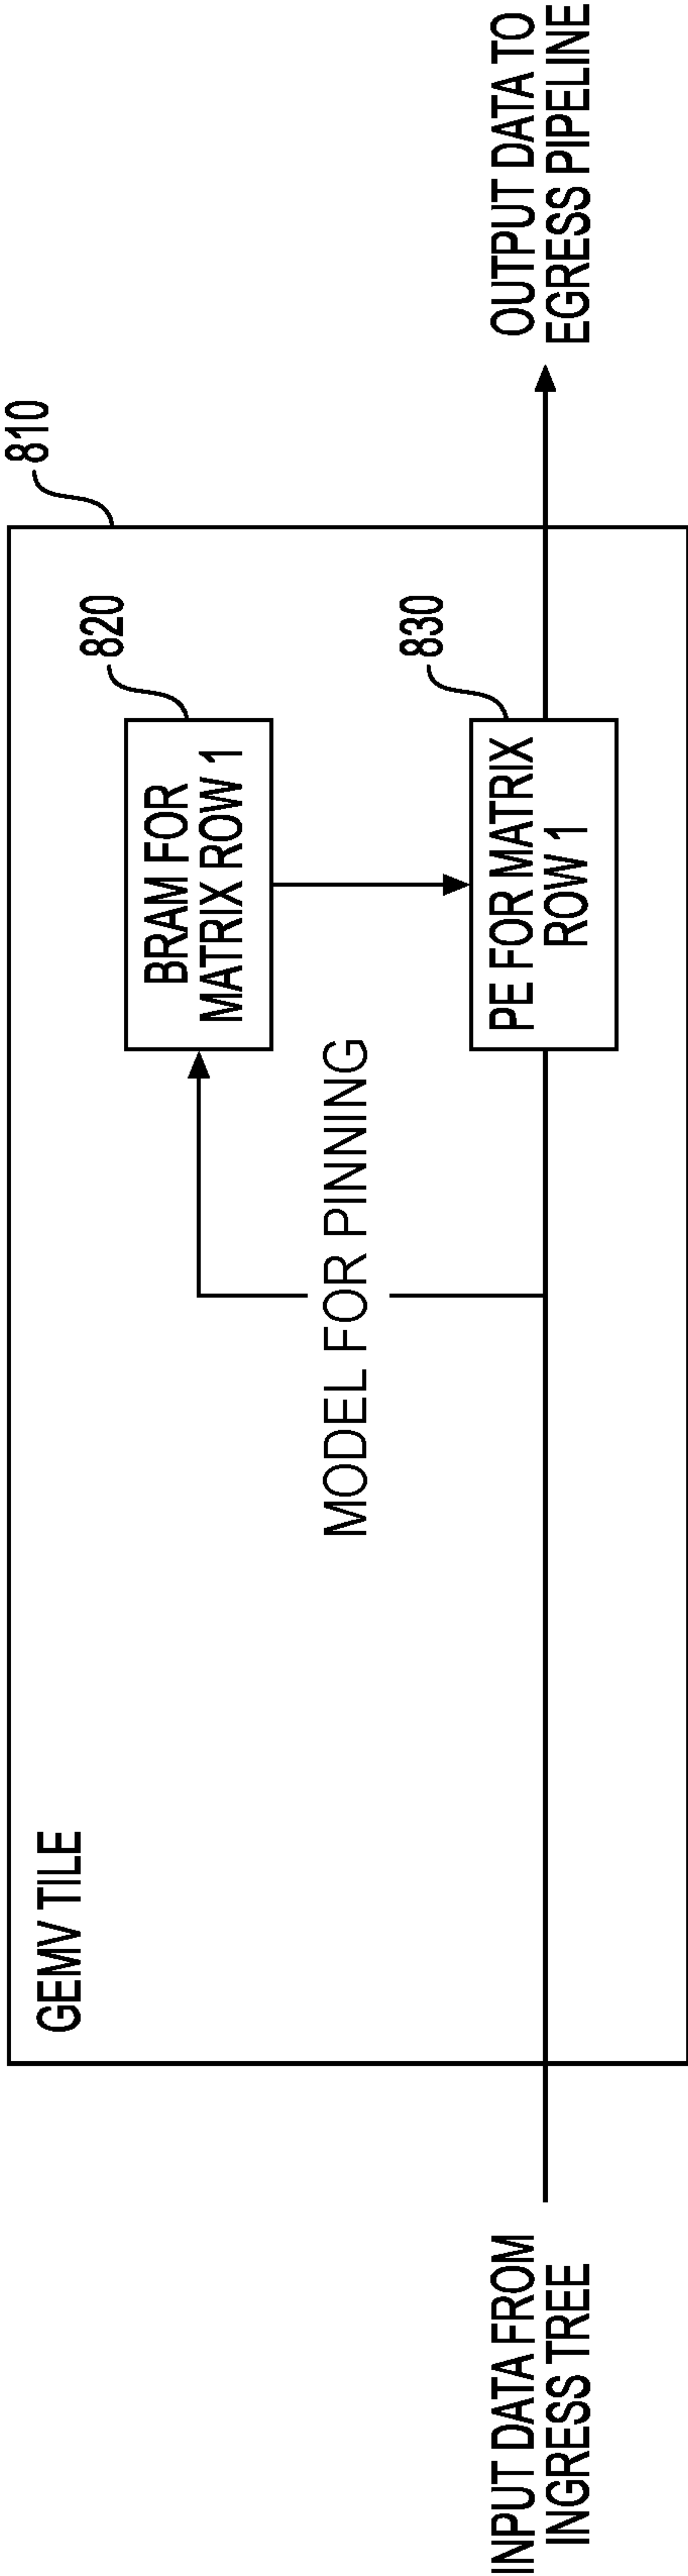 GEMV TILE
810
820
BRAM FOR
MATRIX ROW 1
MODEL FOR PINNING
830
PE FOR MATRIX
ROW 1
INPUT DATA FROM
INGRESS TREE
OUTPUT DATA TO
EGRESS PIPELINE